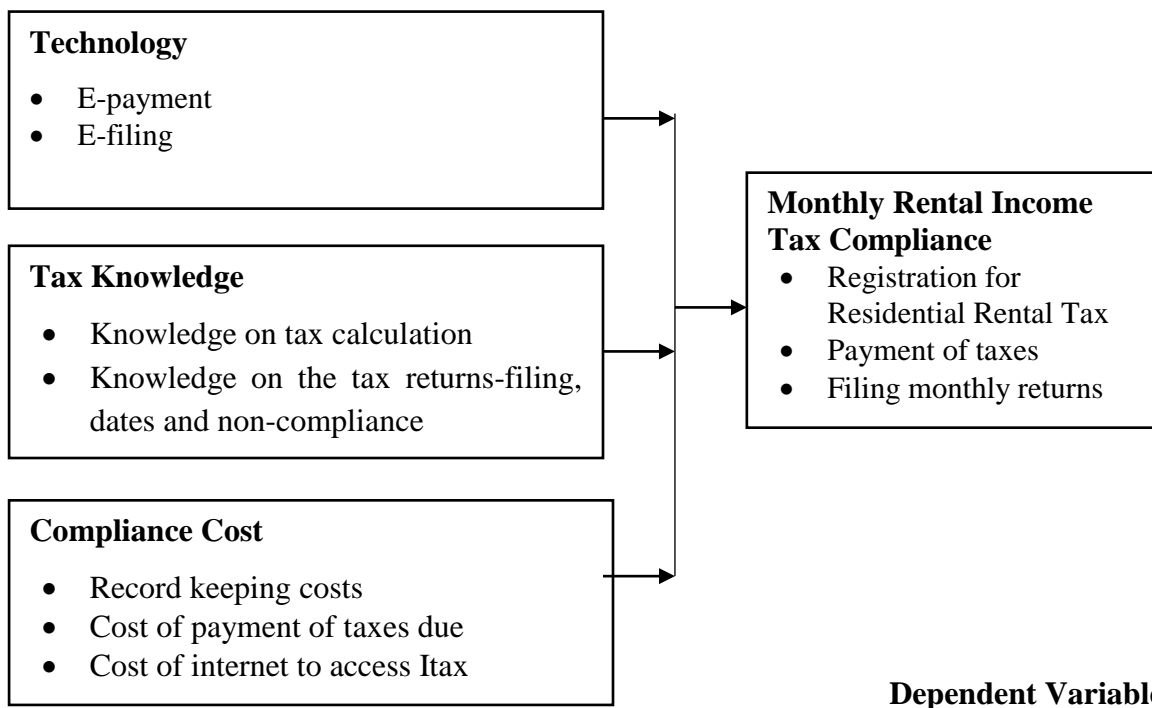 Technology
• E-payment
• E-filing
Tax Knowledge
• Knowledge on tax calculation
• Knowledge on the tax returns-filing,
dates and non-compliance
Compliance Cost
• Record keeping costs
• Cost of payment of taxes due
• Cost of internet to access Itax
Monthly Rental Income
Tax Compliance
• Registration for
Residential Rental Tax
• Payment of taxes
• Filing monthly returns
Dependent Variable